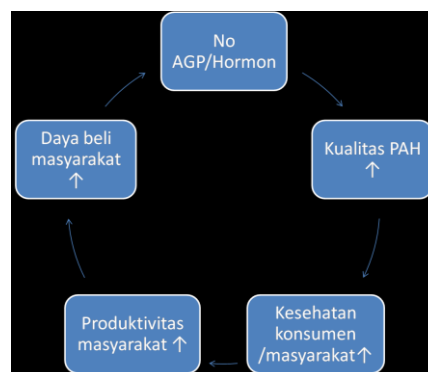 No
AGP/Hormon
Kualitas PAH
↑
Kesehatan
konsumen
/masyarakat↑
Produktivitas
masyarakat ↑
Daya beli
masyarakat
↑